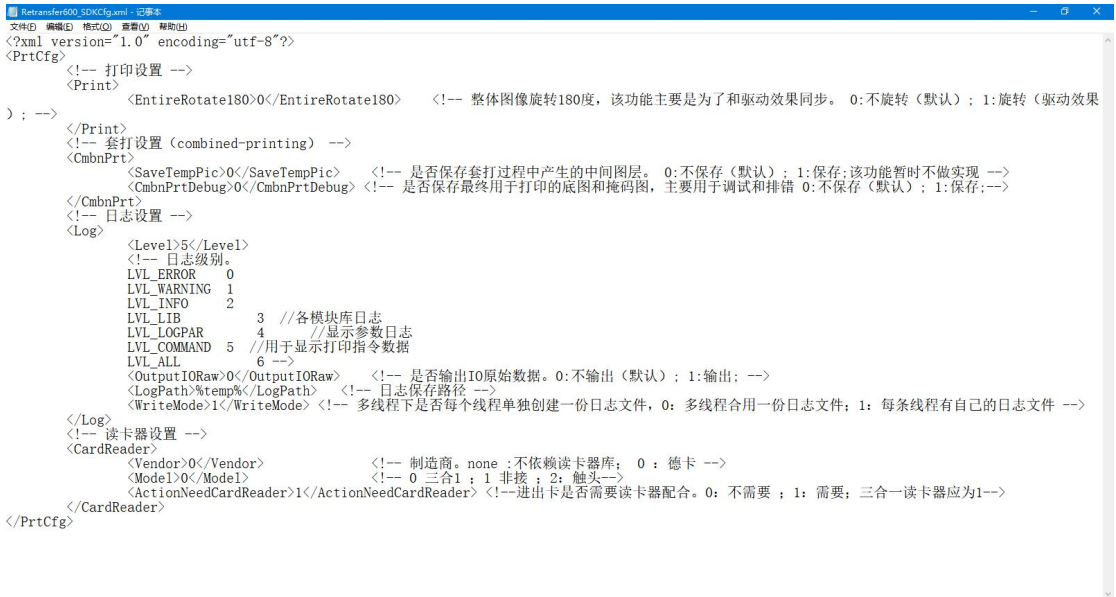 Retransfer600_SDKCfg.xml - 记事本
文件(F) 编辑(E) 格式(O) 查看(V) 帮助(H)
<?xml version="1.0" encoding="utf-8"?>
<PrtCfg>
<!-- 打印设置 -->
<Print>
<EntireRotate180>0</EntireRotate180> <!-- 整体图像旋转180度，该功能主要是为了和驱动效果同步。 0:不旋转（默认）; 1:旋转（驱动效果
）; -->
</Print>
<!-- 套打设置（combined-printing） -->
<CmbnPrt>
<SaveTempPic>0</SaveTempPic> <!-- 是否保存套打过程中产生的中间图层。 0:不保存（默认）; 1:保存;该功能暂时不做实现 -->
<CmbnPrtDebug>0</CmbnPrtDebug> <!-- 是否保存最终用于打印的底图和掩码图，主要用于调试和排错 0:不保存（默认）; 1:保存;-->
</CmbnPrt>
<!-- 日志设置 -->
<Log>
<Level>5</Level>
<!-- 日志级别。
LVL_ERROR 0
LVL_WARNING 1
LVL_INFO 2
LVL_LIB 3 //各模块库日志
LVL_LOGPAR 4 //显示参数日志
LVL_COMMAND 5 //用于显示打印指令数据
LVL_ALL 6 -->
<OutputIORaw>0</OutputIORaw> <!-- 是否输出IO原始数据。0:不输出（默认）; 1:输出; -->
<LogPath>%temp%</LogPath> <!-- 日志保存路径 -->
<WriteMode>1</WriteMode> <!-- 多线程下是否每个线程单独创建一份日志文件，0: 多线程合用一份日志文件; 1: 每条线程有自己的日志文件 -->
</Log>
<!-- 读卡器设置 -->
<CardReader>
<Vendor>0</Vendor> <!-- 制造商。none :不依赖读卡器库; 0 : 德卡 -->
<Model>0</Model> <!-- 0 三合1 ; 1 非接 ; 2: 触头-->
<ActionNeedCardReader>1</ActionNeedCardReader> <!--进出卡是否需要读卡器配合。0: 不需要 ; 1: 需要; 三合一读卡器应为1-->
</CardReader>
</PrtCfg>